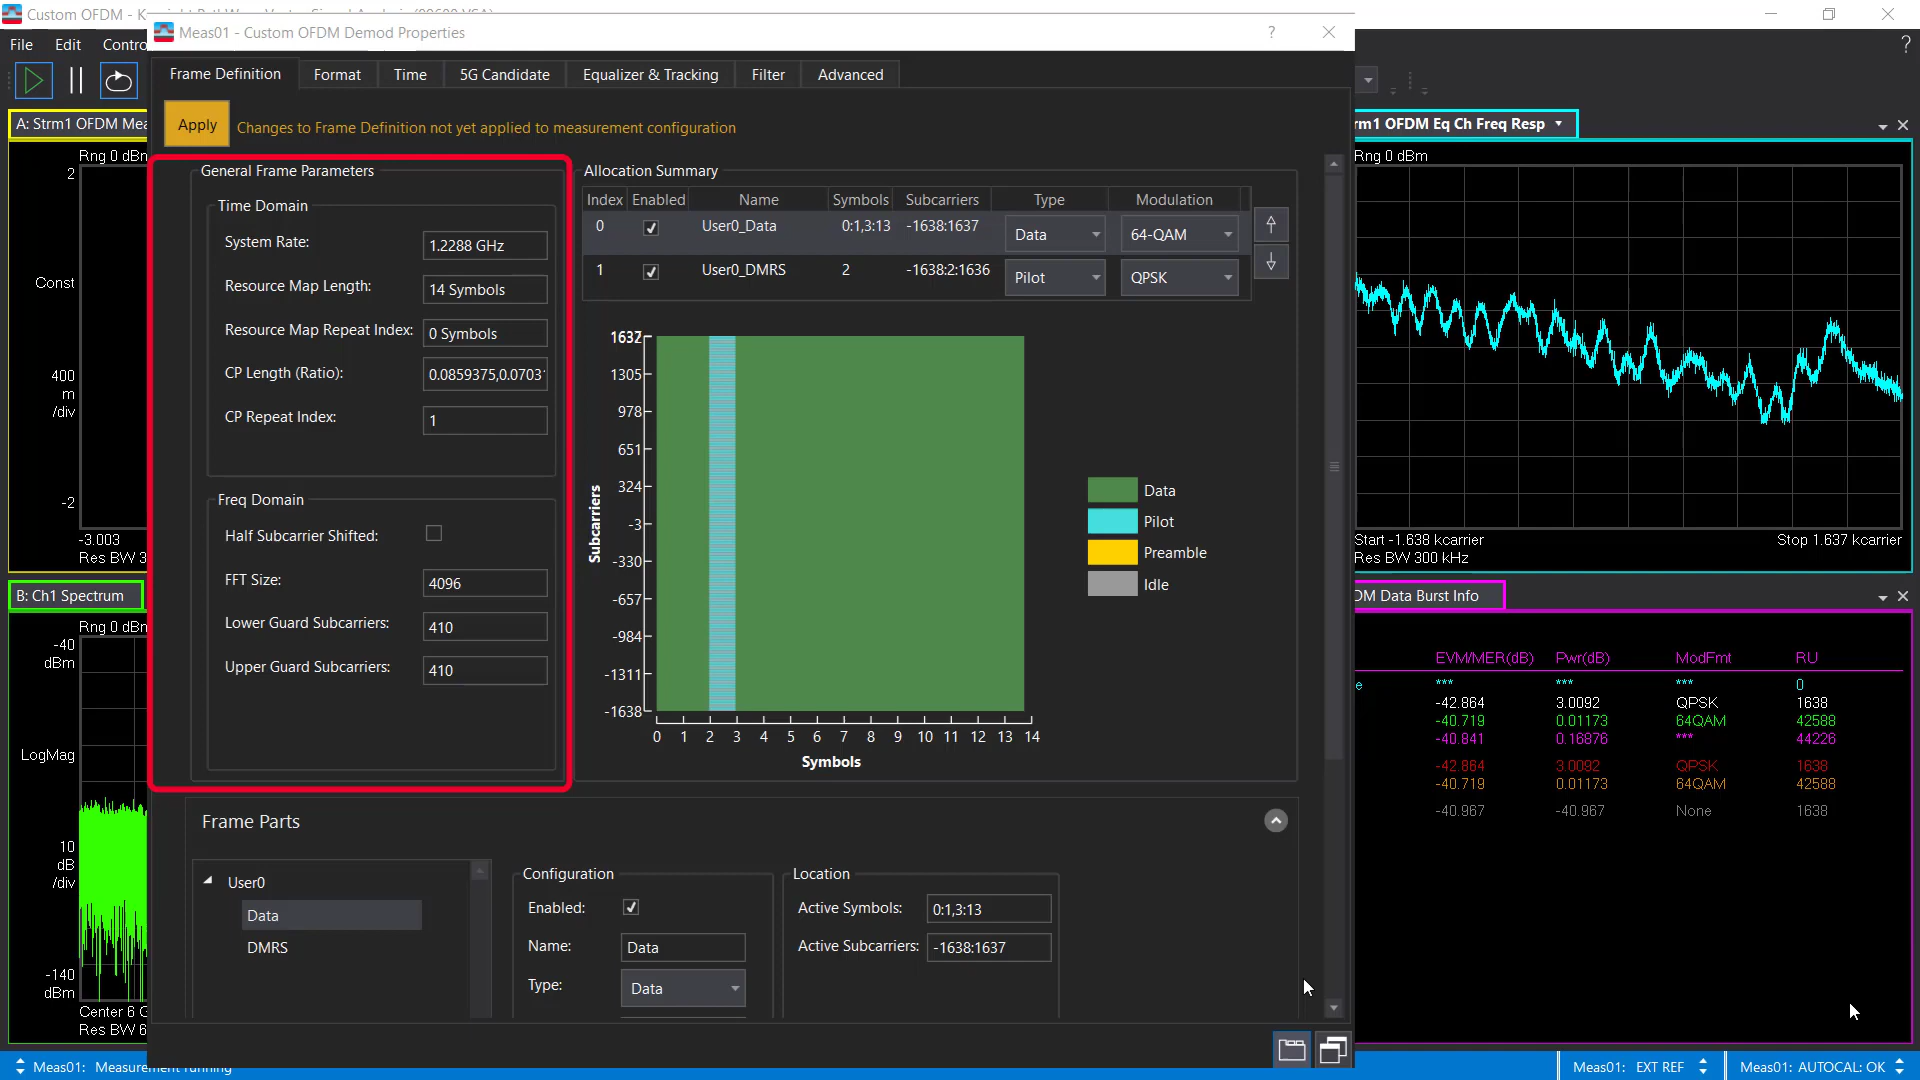 Custom OFDM - K
Meas01 - Custom OFDM Demod Properties
?
File Edit Contro
?
Frame Definition Format Time 5G Candidate Equalizer & Tracking Filter Advanced
Apply Changes to Frame Definition not yet applied to measurement configuration
A: Strm1 OFDM Mea
Rng 0 dBm
2
Const
400
m
/div
-2
-3.003
Res BW 3
B: Ch1 Spectrum
Rng 0 dBm
-40
dBm
LogMag
10
dB
/div
-140
dBm
Center 6 G
Res BW 6
General Frame Parameters
Time Domain
System Rate: 1.2288 GHz
Resource Map Length: 14 Symbols
Resource Map Repeat Index: 0 Symbols
CP Length (Ratio): 0.0859375,0.0703
CP Repeat Index: 1
Freq Domain
Half Subcarrier Shifted:
FFT Size: 4096
Lower Guard Subcarriers: 410
Upper Guard Subcarriers: 410
Allocation Summary
Index Enabled Name Symbols Subcarriers Type Modulation
0 User0_Data 0:1,3:13 -1638:1637 Data 64-QAM
1 User0_DMRS 2 -1638:2:1636 Pilot QPSK
Subcarriers
1637
1305
978
651
324
-3
-330
-657
-984
-1311
-1638
0 1 2 3 4 5 6 7 8 9 10 11 12 13 14
Symbols
Data
Pilot
Preamble
Idle
Frame Parts
User0
Data
DMRS
Configuration
Enabled:
Name: Data
Type: Data
Location
Active Symbols: 0:1,3:13
Active Subcarriers: -1638:1637
rm1 OFDM Eq Ch Freq Resp
Rng 0 dBm
Start -1.638 kcarrier Stop 1.637 kcarrier
Res BW 300 kHz
DM Data Burst Info
EVM/MER(dB) Pwr(dB) ModFmt RU
e *** *** *** 0
-42.864 3.0092 QPSK 1638
-40.719 0.01173 64QAM 42588
-40.841 0.16876 *** 44226
-42.864 3.0092 QPSK 1638
-40.719 0.01173 64QAM 42588
-40.967 -40.967 None 1638
Meas01: Measurement running
Meas01: EXT REF
Meas01: AUTOCAL: OK